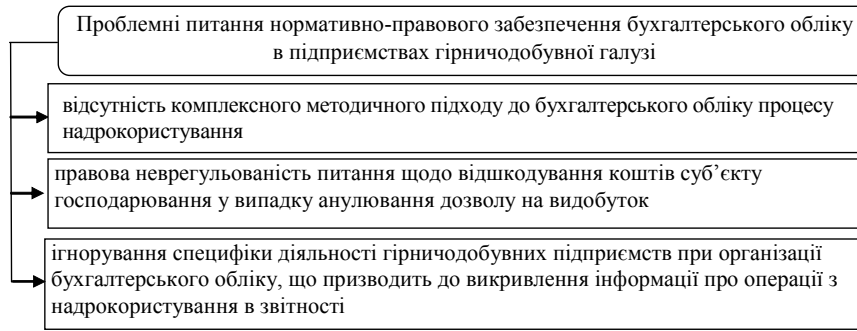 Проблемні питання нормативно-правового забезпечення бухгалтерського обліку
в підприємствах гірничодобувної галузі
відсутність комплексного методичного підходу до бухгалтерського обліку процесу
надрокористування
правова неврегульованість питання щодо відшкодування коштів суб’єкту
господарювання у випадку анулювання дозволу на видобуток
ігнорування специфіки діяльності гірничодобувних підприємств при організації
бухгалтерського обліку, що призводить до викривлення інформації про операції з
надрокористування в звітності